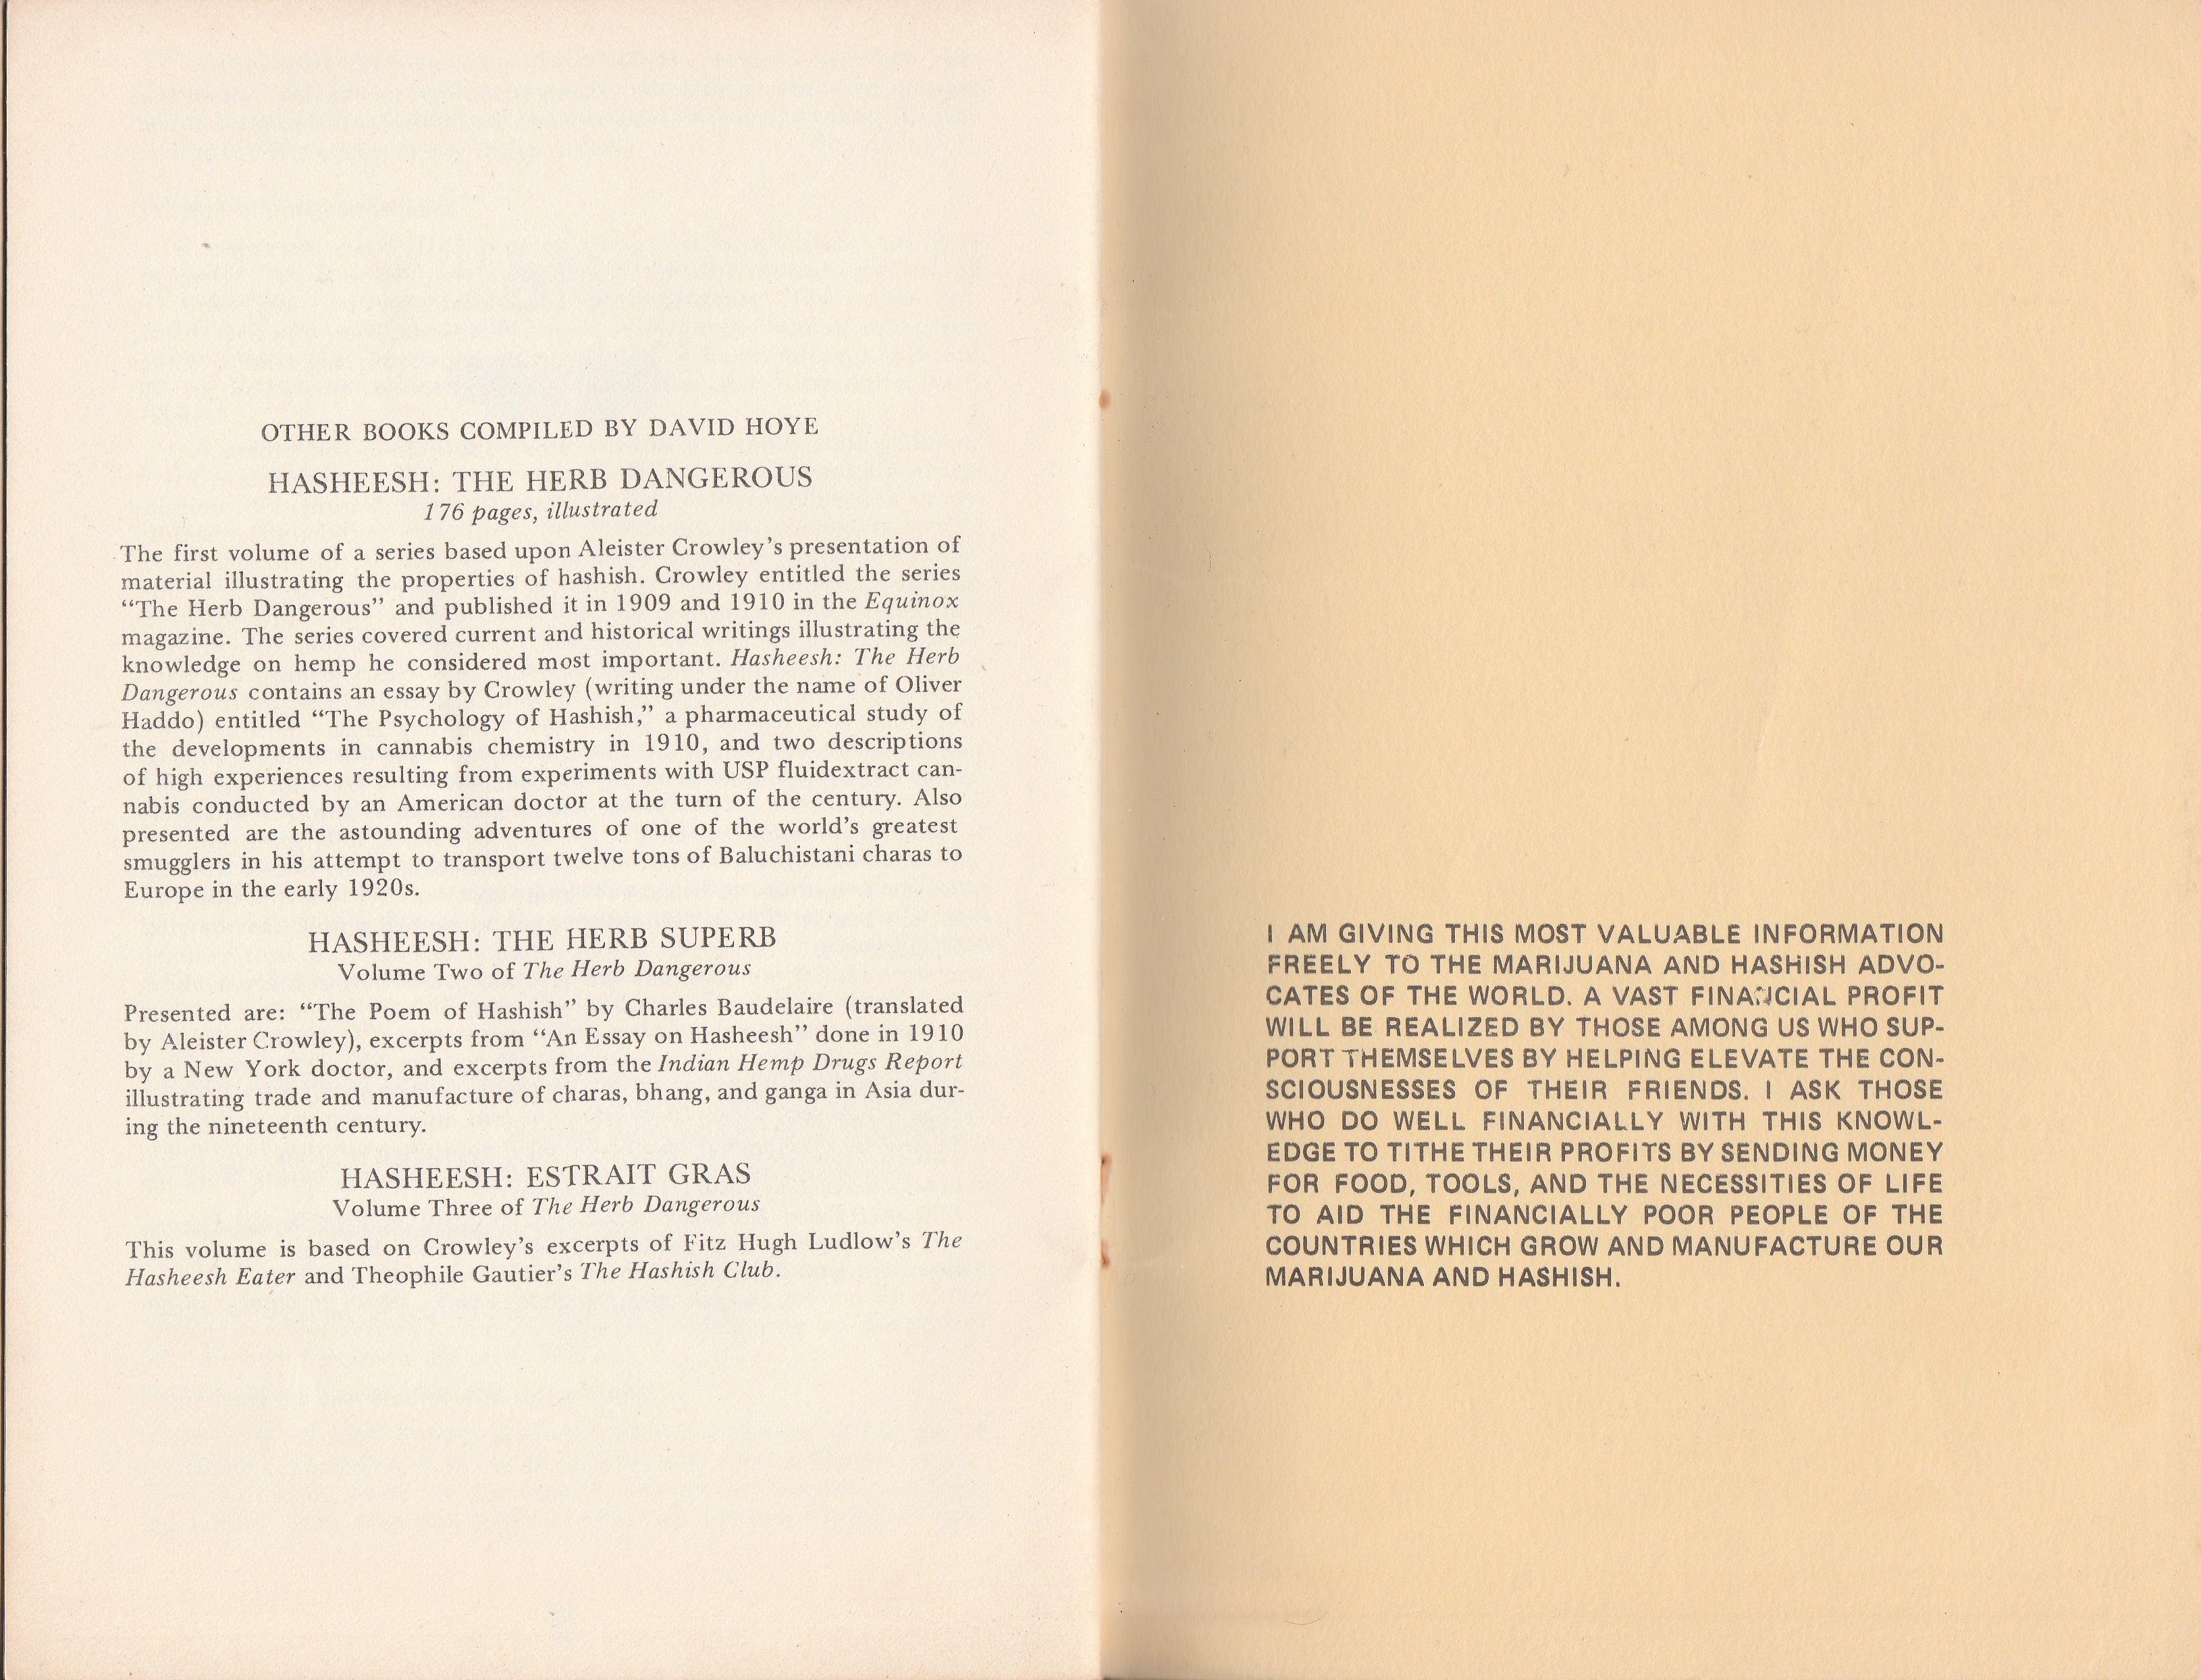 OTHER BOOKS COMPILED BY DAVID HOYE
HASHEESH: THE HERB DANGEROUS
176 pages, illustrated
The first volume of a series based upon Aleister Crowley's presentation of
material illustrating the properties of hashish. Crowley entitled the series
“The Herb Dangerous” and published it in 1909 and 1910 in the Equinox
magazine. The series covered current and historical writings illustrating the
knowledge on hemp he considered most important. Hasheesh: The Herb
Dangerous contains an essay by Crowley (writing under the name of Oliver
Haddo) entitled “The Psychology of Hashish,” a pharmaceutical study of
the developments in cannabis chemistry in 1910, and two descriptions
of high experiences resulting from experiments with USP fluidextract can-
nabis conducted by an American doctor at the turn of the century. Also
presented are the astounding adventures of one of the world's greatest
smugglers in his attempt to transport twelve tons of Baluchistani charas to
Europe in the early 1920s.
HASHEESH: THE HERB SUPERB
Volume Two of The Herb Dangerous
Presented are: “The Poem of Hashish” by Charles Baudelaire (translated
by Aleister Crowley), excerpts from “An Essay on Hasheesh” done in 1910
by a New York doctor, and excerpts from the Indian Hemp Drugs Report
illustrating trade and manufacture of charas, bhang, and ganga in Asia dur-
ing the nineteenth century.
HASHEESH: ESTRAIT GRAS
Volume Three of The Herb Dangerous
This volume is based on Crowley's excerpts of Fitz Hugh Ludlow's The
Hasheesh Eater and Theophile Gautier's The Hashish Club.
I AM GIVING THIS MOST VALUABLE INFORMATION
FREELY TO THE MARIJUANA AND HASHISH ADVO-
CATES OF THE WORLD. A VAST FINANCIAL PROFIT
WILL BE REALIZED BY THOSE AMONG US WHO SUP-
PORT THEMSELVES BY HELPING ELEVATE THE CON-
SCIOUSNESSES OF THEIR FRIENDS. I ASK THOSE
WHO DO WELL FINANCIALLY WITH THIS KNOWL-
EDGE TO TITHE THEIR PROFITS BY SENDING MONEY
FOR FOOD, TOOLS, AND THE NECESSITIES OF LIFE
TO AID THE FINANCIALLY POOR PEOPLE OF THE
COUNTRIES WHICH GROW AND MANUFACTURE OUR
MARIJUANA AND HASHISH.